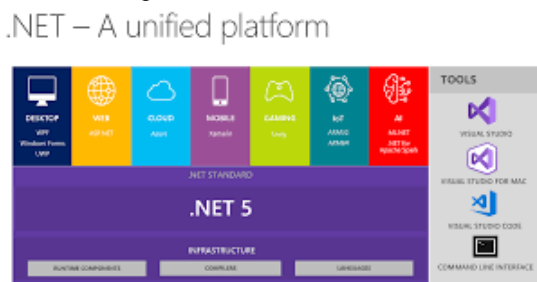 .NET – A unified platform
DESKTOP
WPF
Windows Forms
UWP
WEB
ASP.NET
CLOUD
Azure
MOBILE
Xamarin
GAMING
Unity
IoT
ARM32
ARM64
AI
ML.NET
.NET for
Apache Spark
.NET STANDARD
.NET 5
INFRASTRUCTURE
RUNTIME COMPONENTS
COMPILERS
LANGUAGES
TOOLS
VISUAL STUDIO
VISUAL STUDIO FOR MAC
VISUAL STUDIO CODE
COMMAND LINE INTERFACE